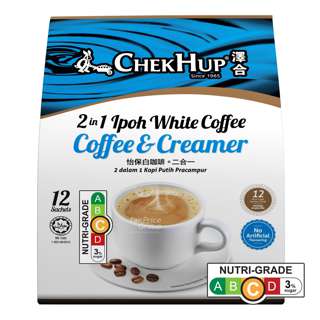 CHEKHUP 澤合
Since 1965
2 in 1 Ipoh White Coffee
Coffee & Creamer
怡保白咖啡 • 二合一
2 dalam 1 Kopi Putih Pracampur
12
Sachets
NUTRI-GRADE
A B C D 3% sugar
12
No
Artificial
FairPrice
NUTRI-GRADE
A B C D 3% sugar